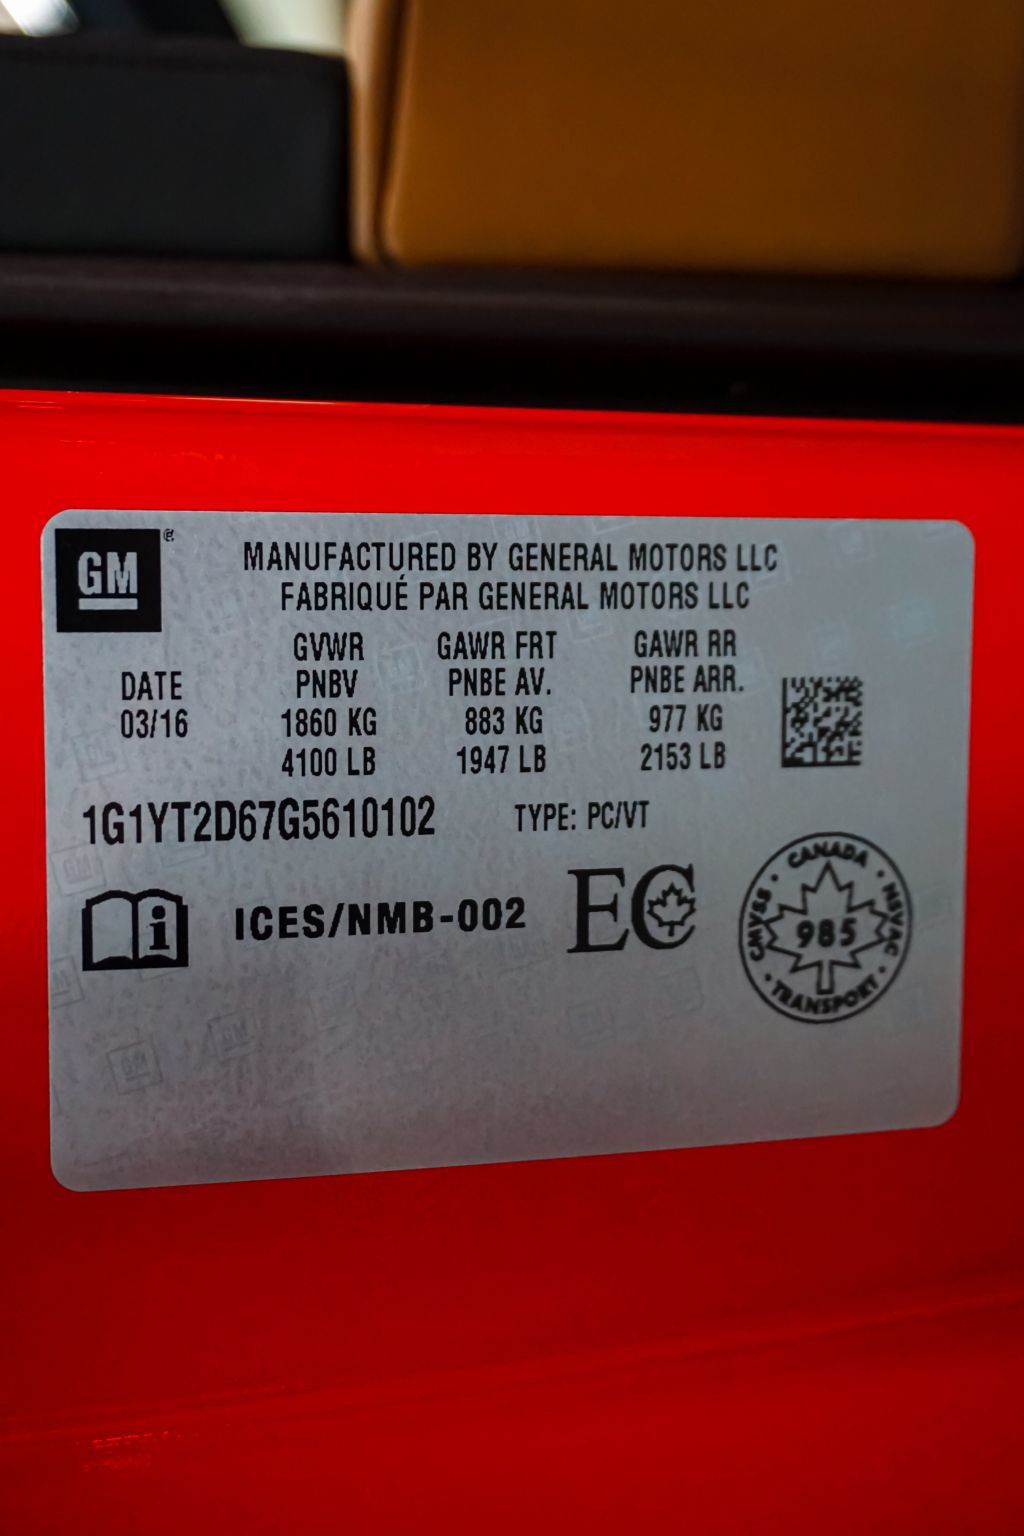 GM
MANUFACTURED BY GENERAL MOTORS LLC
FABRIQUÉ PAR GENERAL MOTORS LLC
GVWR GAWR FRT GAWR RR
DATE PNBV PNBE AV. PNBE ARR.
03/16 1860 KG 883 KG 977 KG
4100 LB 1947 LB 2153 LB
1G1YT2D67G5610102 TYPE: PC/VT
i ICES/NMB-002 EC
CANADA
CMVSS 985 NSVAC
TRANSPORT